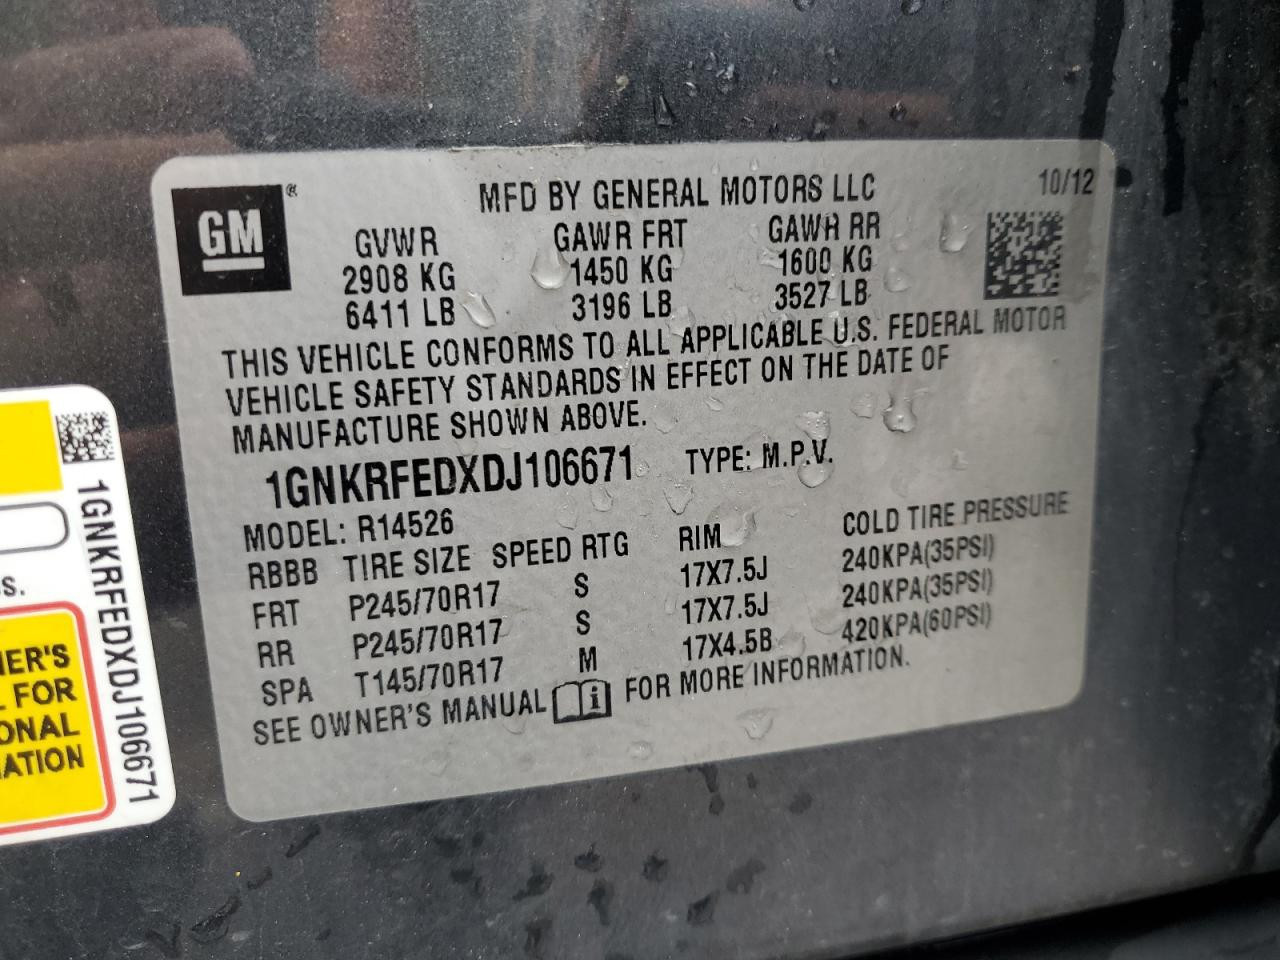 GM®
MFD BY GENERAL MOTORS LLC 10/12
GVWR GAWR FRT GAWR RR
2908 KG 1450 KG 1600 KG
6411 LB 3196 LB 3527 LB
THIS VEHICLE CONFORMS TO ALL APPLICABLE U.S. FEDERAL MOTOR
VEHICLE SAFETY STANDARDS IN EFFECT ON THE DATE OF
MANUFACTURE SHOWN ABOVE.
1GNKRFEDXDJ106671 TYPE: M.P.V.
MODEL: R14526
RBBB TIRE SIZE SPEED RTG RIM COLD TIRE PRESSURE
FRT P245/70R17 S 17X7.5J 240KPA(35PSI)
RR P245/70R17 S 17X7.5J 240KPA(35PSI)
SPA T145/70R17 M 17X4.5B 420KPA(60PSI)
SEE OWNER'S MANUAL i FOR MORE INFORMATION.
1GNKRFEDXDJ106671
S.
NER'S
L FOR
ONAL
MATION